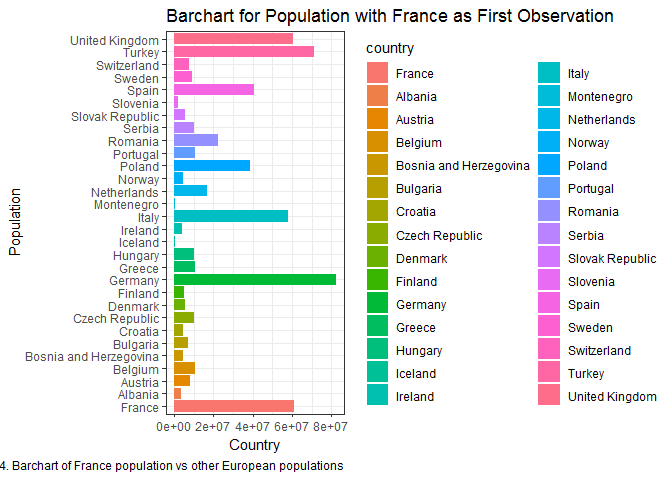 Barchart for Population with France as First Observation
Population
United Kingdom
Turkey
Switzerland
Sweden
Spain
Slovenia
Slovak Republic
Serbia
Romania
Portugal
Poland
Norway
Netherlands
Montenegro
Italy
Ireland
Iceland
Hungary
Greece
Germany
Finland
Denmark
Czech Republic
Croatia
Bulgaria
Bosnia and Herzegovina
Belgium
Austria
Albania
France
0e+00 2e+07 4e+07 6e+07 8e+07
Country
country
France
Albania
Austria
Belgium
Bosnia and Herzegovina
Bulgaria
Croatia
Czech Republic
Denmark
Finland
Germany
Greece
Hungary
Iceland
Ireland
Italy
Montenegro
Netherlands
Norway
Poland
Portugal
Romania
Serbia
Slovak Republic
Slovenia
Spain
Sweden
Switzerland
Turkey
United Kingdom
4. Barchart of France population vs other European populations